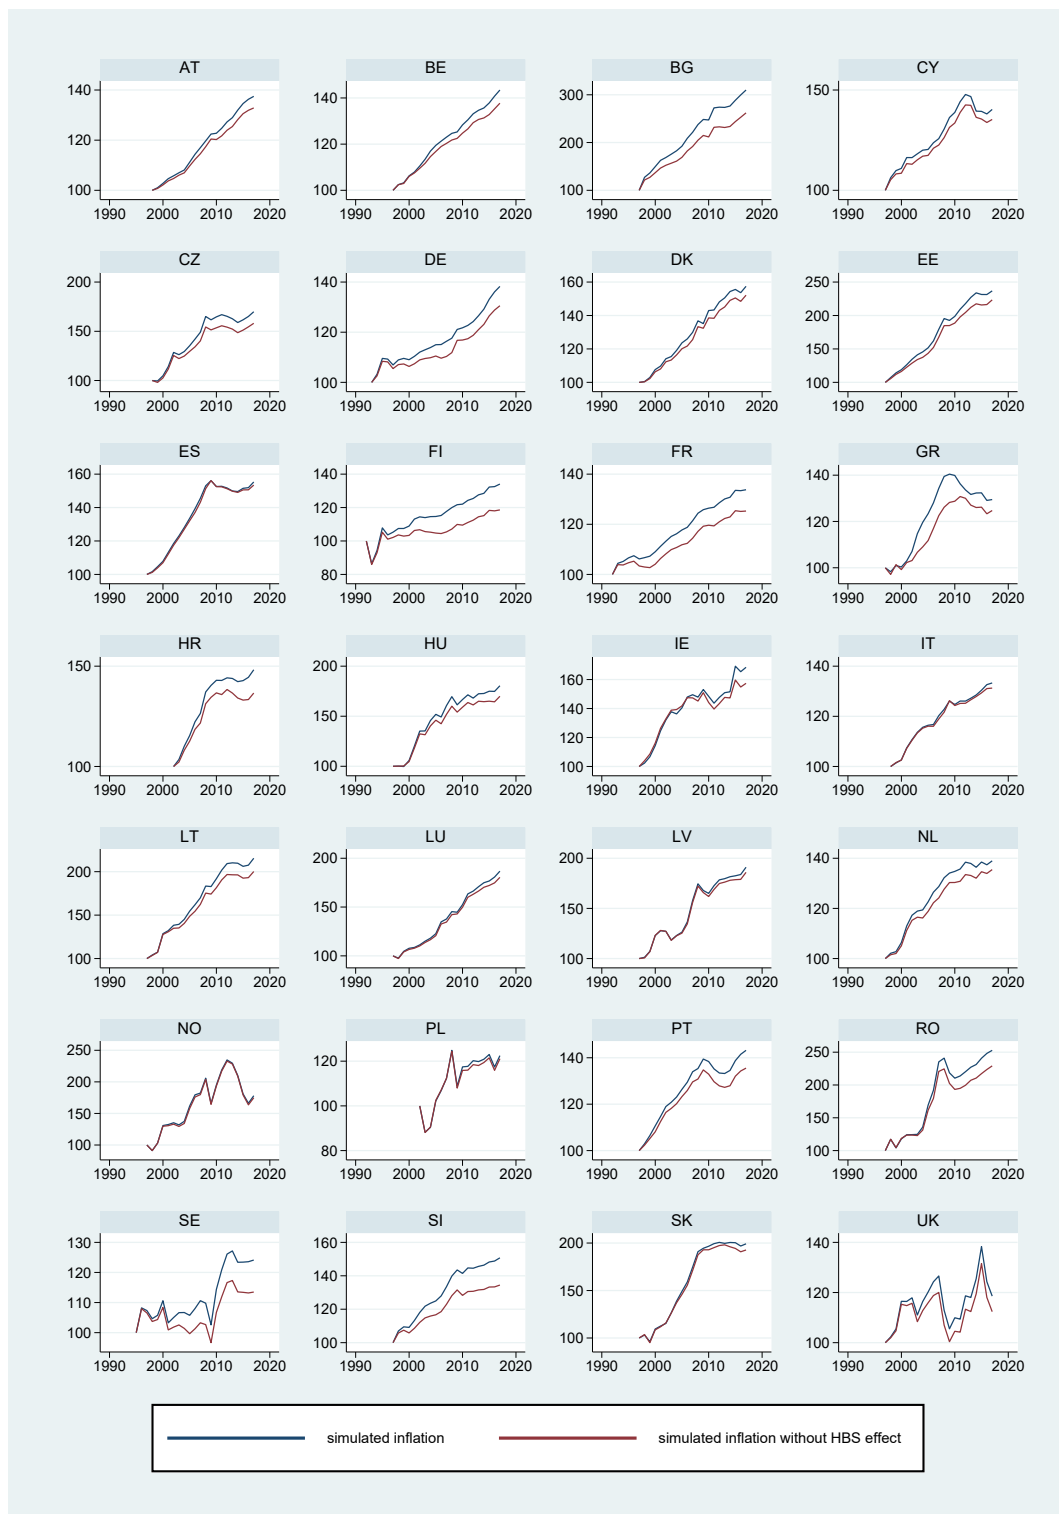 AT BE BG CY
140 140 300 150
120 120 200
100 100 100 100
1990 2000 2010 2020 1990 2000 2010 2020 1990 2000 2010 2020 1990 2000 2010 2020
CZ DE DK EE
200 140 160 250
150 120 140 200
120 150
100 100 100 100
1990 2000 2010 2020 1990 2000 2010 2020 1990 2000 2010 2020 1990 2000 2010 2020
ES FI FR GR
160 140 140 140
140 120 120 120
120 100
100 80 100 100
1990 2000 2010 2020 1990 2000 2010 2020 1990 2000 2010 2020 1990 2000 2010 2020
HR HU IE IT
150 200 160 140
150 140 120
120
100 100 100 100
1990 2000 2010 2020 1990 2000 2010 2020 1990 2000 2010 2020 1990 2000 2010 2020
LT LU LV NL
200 200 200 140
150 150 120
100 100 100 100
1990 2000 2010 2020 1990 2000 2010 2020 1990 2000 2010 2020 1990 2000 2010 2020
NO PL PT RO
250 120 140 250
200 100 120 200
150 150
100 80 100 100
1990 2000 2010 2020 1990 2000 2010 2020 1990 2000 2010 2020 1990 2000 2010 2020
SE SI SK UK
130 160 200 140
120 140 150 120
110 120
100 100 100 100
1990 2000 2010 2020 1990 2000 2010 2020 1990 2000 2010 2020 1990 2000 2010 2020
simulated inflation simulated inflation without HBS effect